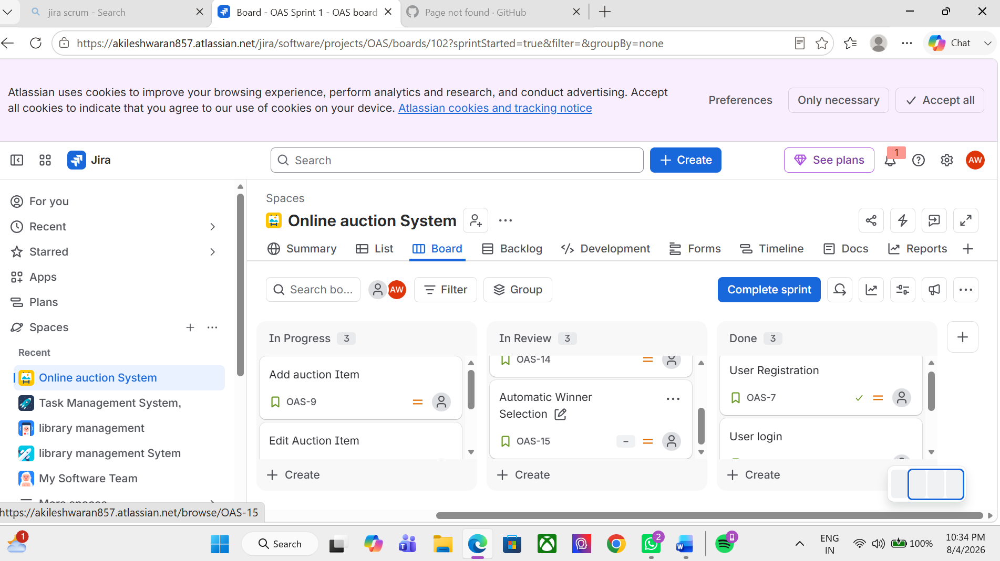 jira scrum - Search
Board - OAS Sprint 1 - OAS board
Page not found · GitHub
https://akileshwaran857.atlassian.net/jira/software/projects/OAS/boards/102?sprintStarted=true&filter=&groupBy=none
Chat
Atlassian uses cookies to improve your browsing experience, perform analytics and research, and conduct advertising. Accept
all cookies to indicate that you agree to our use of cookies on your device. Atlassian cookies and tracking notice
Preferences
Only necessary
Accept all
Jira
Search
Create
See plans
1
AW
For you
Recent
Starred
Apps
Plans
Spaces
Recent
Online auction System
Task Management System,
library management
library management Sytem
My Software Team
Spaces
Online auction System
Summary
List
Board
Backlog
Development
Forms
Timeline
Docs
Reports
Search bo...
AW
Filter
Group
Complete sprint
In Progress 3
Add auction Item
OAS-9
Edit Auction Item
Create
In Review 3
OAS-14
Automatic Winner
Selection
OAS-15
–
Create
Done 3
User Registration
OAS-7
User login
Create
https://akileshwaran857.atlassian.net/browse/OAS-15
1
Search
2
ENG
IN
100%
10:34 PM
8/4/2026